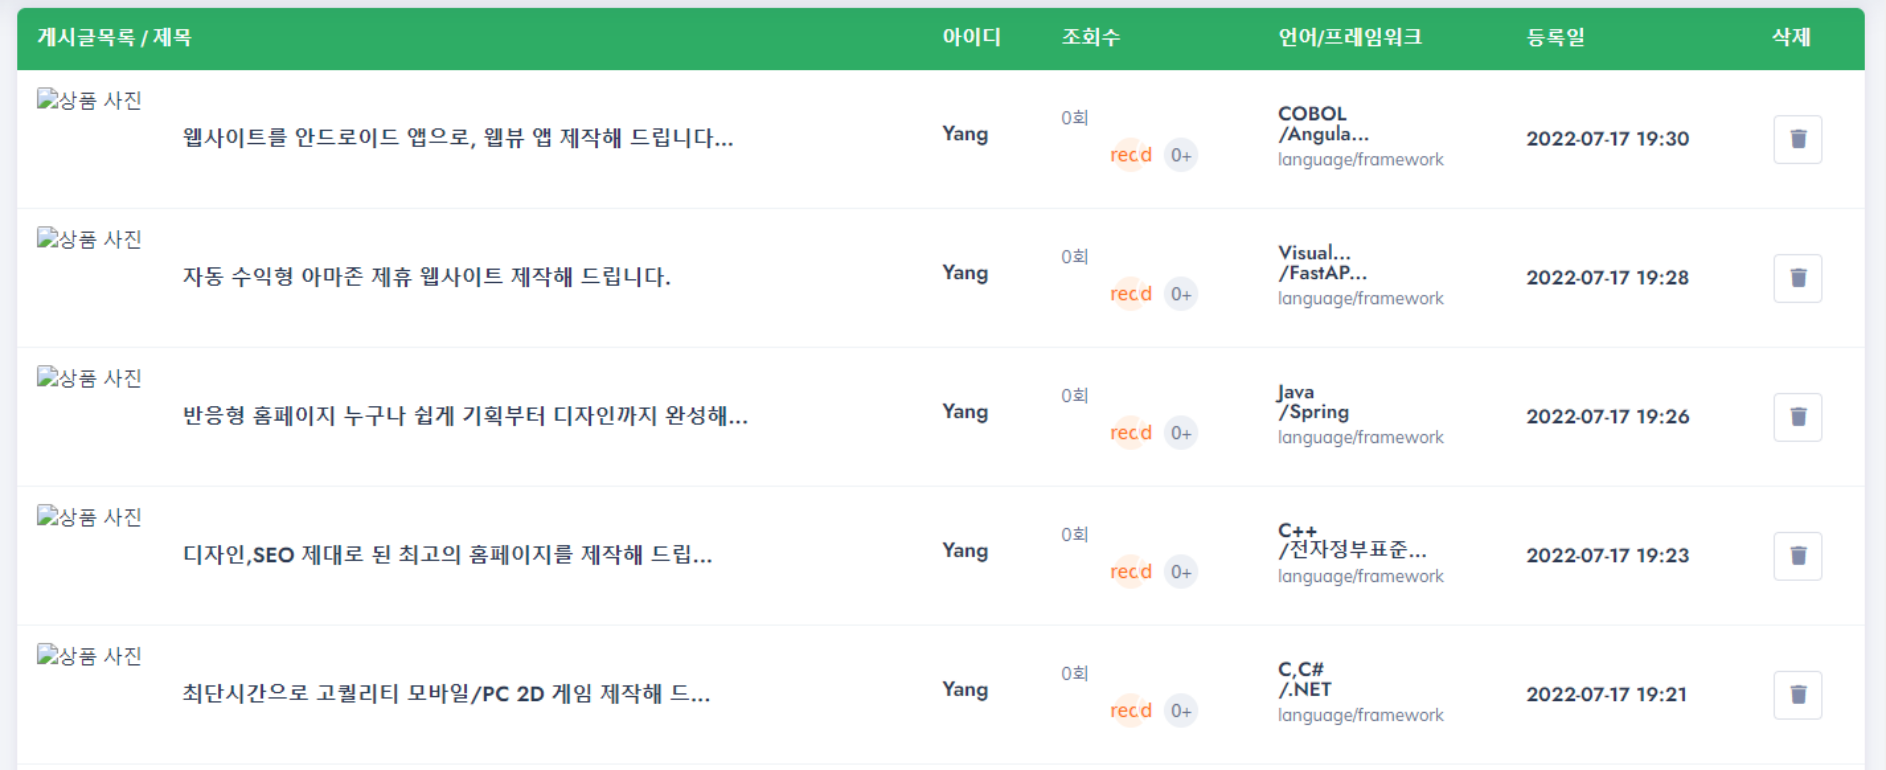 게시글목록 / 제목 아이디 조회수 언어/프레임워크 등록일 삭제
상품 사진
웹사이트를 안드로이드 앱으로, 웹뷰 앱 제작해 드립니다...
Yang
0회
0+
COBOL
/Angula...
language/framework
2022-07-17 19:30
상품 사진
자동 수익형 아마존 제휴 웹사이트 제작해 드립니다.
Yang
0회
0+
Visual...
/FastAP...
language/framework
2022-07-17 19:28
상품 사진
반응형 홈페이지 누구나 쉽게 기획부터 디자인까지 완성해...
Yang
0회
0+
Java
/Spring
language/framework
2022-07-17 19:26
상품 사진
디자인,SEO 제대로 된 최고의 홈페이지를 제작해 드립...
Yang
0회
0+
C++
/전자정부표준...
language/framework
2022-07-17 19:23
상품 사진
최단시간으로 고퀄리티 모바일/PC 2D 게임 제작해 드...
Yang
0회
0+
C,C#
/.NET
language/framework
2022-07-17 19:21